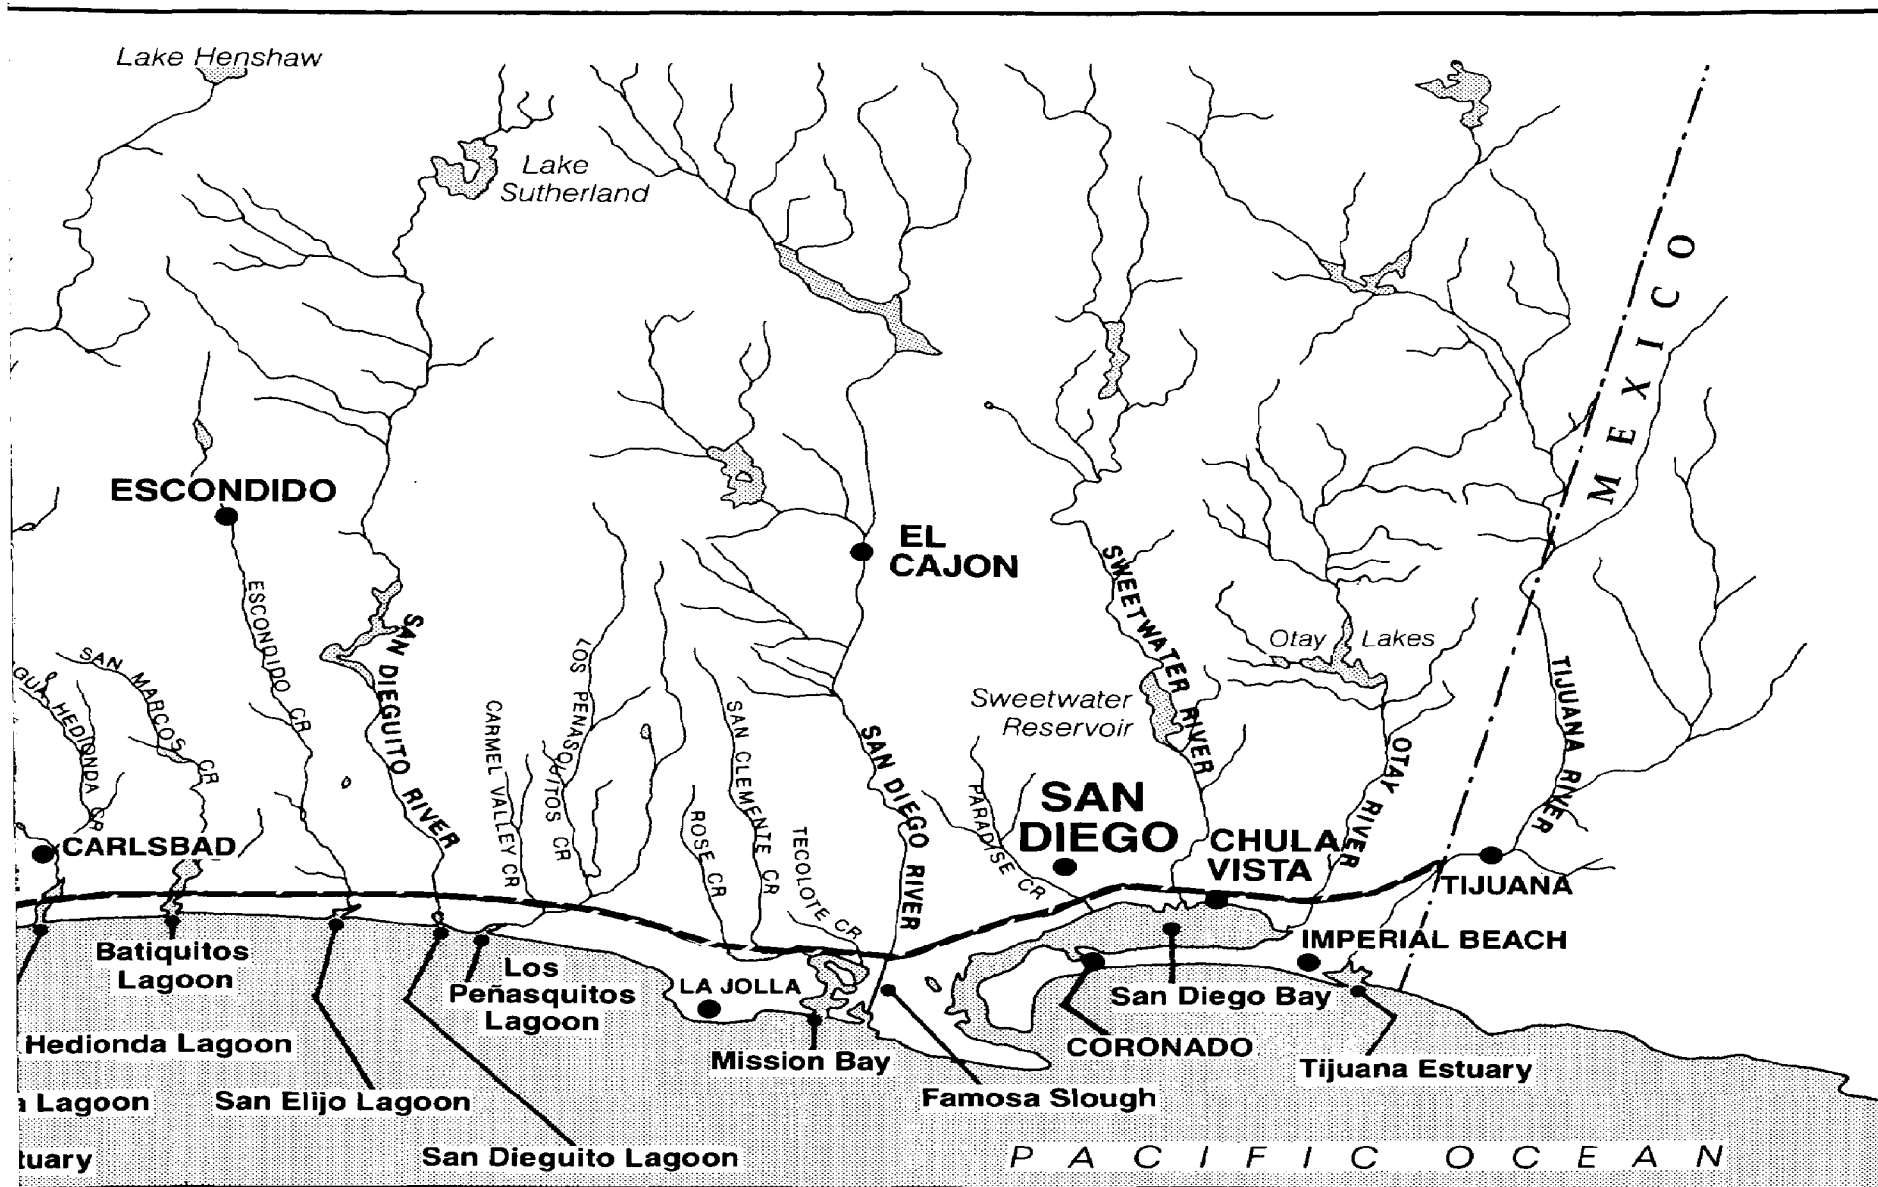 Lake Henshaw
Lake
Sutherland
MEXICO
ESCONDIDO
EL
CAJON
ESCONDIDO CR
SAN DIEGUITO RIVER
LOS PEÑASQUITOS CR
SWEETWATER RIVER
Otay Lakes
TIJUANA RIVER
SAN MARCOS CR
GUA HEDIONDA CR
Sweetwater
Reservoir
CARMEL VALLEY CR
SAN CLEMENTE CR
ROSE CR
TECOLOTE CR
SAN DIEGO RIVER
PARADISE CR
OTAY RIVER
SAN
DIEGO
CHULA
VISTA
CARLSBAD
TIJUANA
Batiquitos
Lagoon
Los
Peñasquitos
Lagoon
LA JOLLA
IMPERIAL BEACH
San Diego Bay
Hedionda Lagoon
Mission Bay
CORONADO
Tijuana Estuary
a Lagoon
San Elijo Lagoon
Famosa Slough
San Dieguito Lagoon
tuary
PACIFIC OCEAN